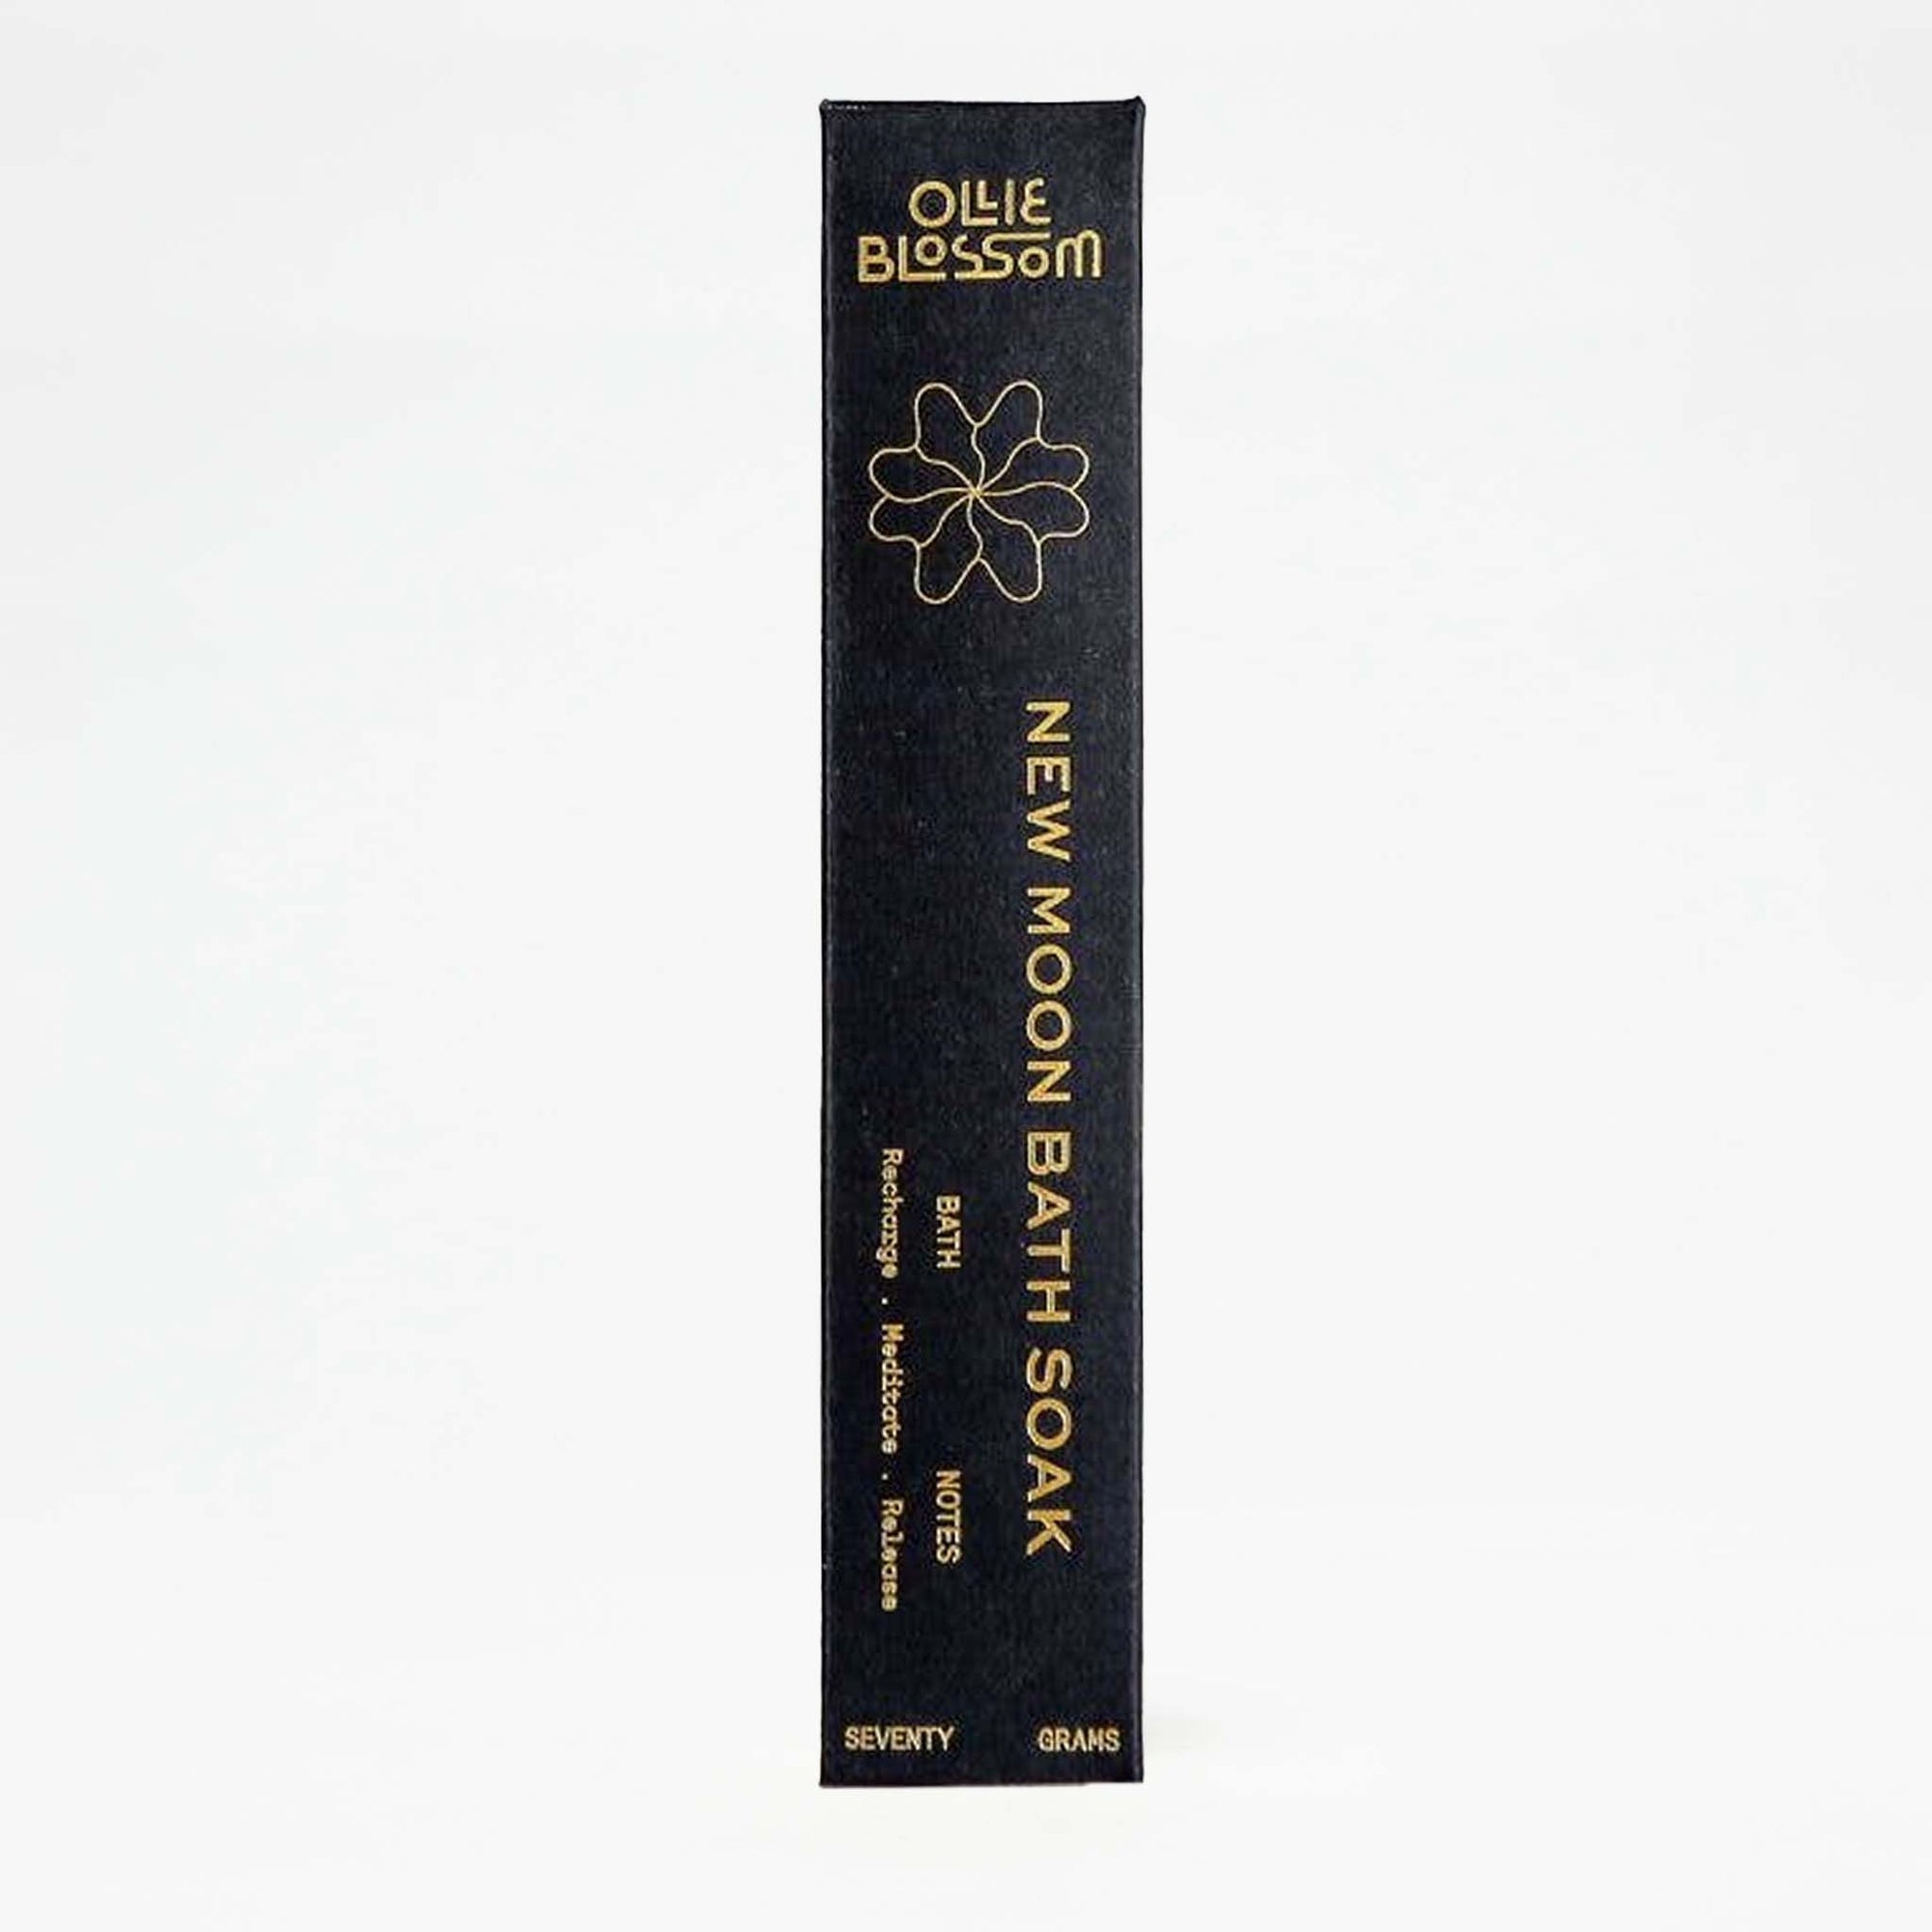 OLLIE
BLOSSOM
NEW MOON BATH SOAK
BATH NOTES
Recharge . Meditate . Release
SEVENTY GRAMS